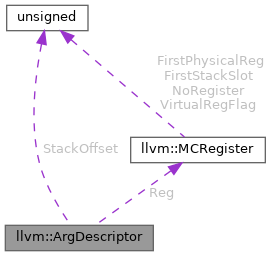 unsigned
FirstPhysicalReg
FirstStackSlot
NoRegister
VirtualRegFlag
StackOffset
llvm::MCRegister
Reg
llvm::ArgDescriptor